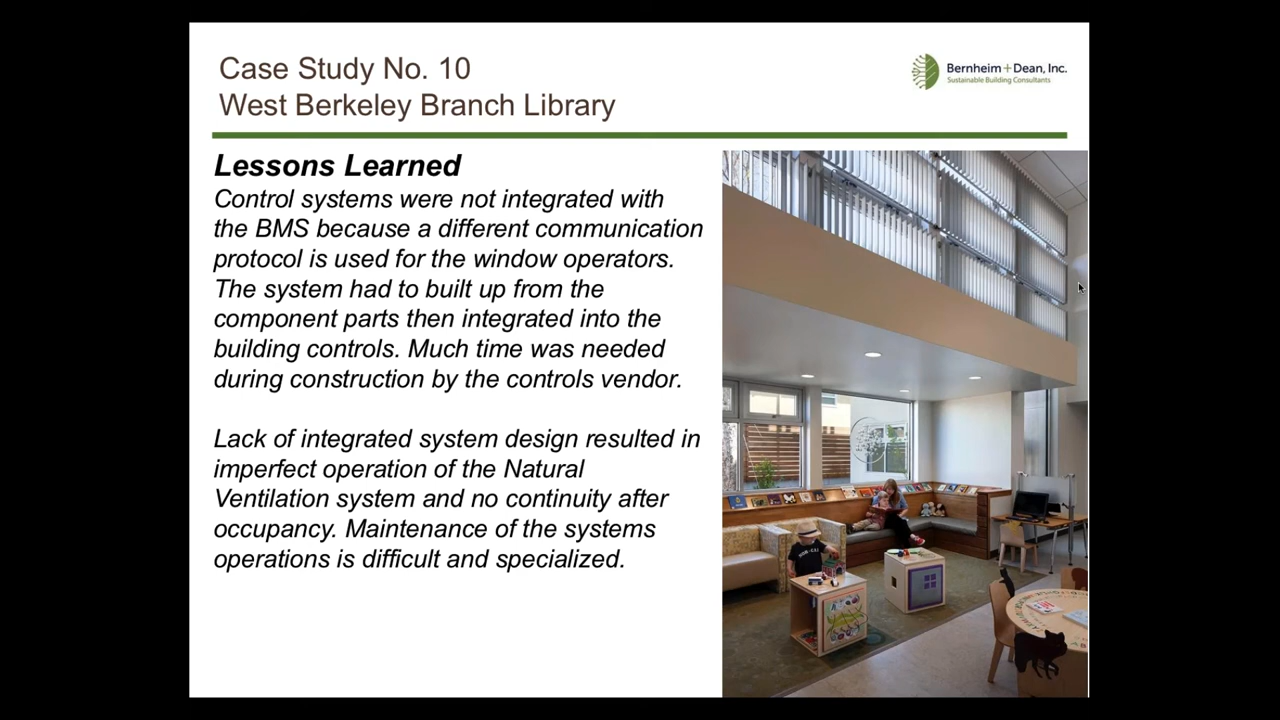 Case Study No. 10
West Berkeley Branch Library
Bernheim+Dean, Inc.
Sustainable Building Consultants
Lessons Learned
Control systems were not integrated with
the BMS because a different communication
protocol is used for the window operators.
The system had to built up from the
component parts then integrated into the
building controls. Much time was needed
during construction by the controls vendor.
Lack of integrated system design resulted in
imperfect operation of the Natural
Ventilation system and no continuity after
occupancy. Maintenance of the systems
operations is difficult and specialized.